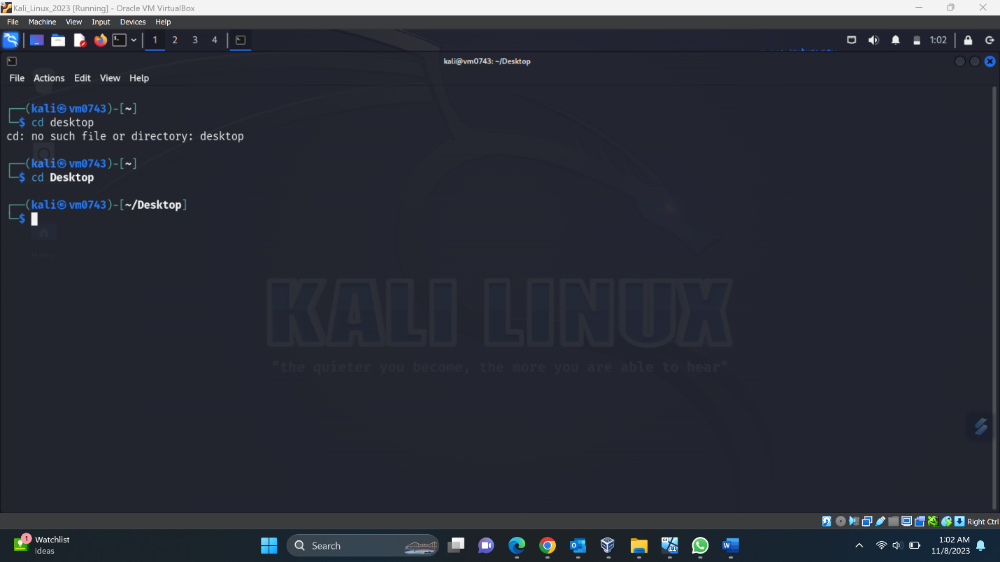 Kali_Linux_2023 [Running] - Oracle VM VirtualBox
File Machine View Input Devices Help
1 2 3 4 1:02
kali@vm0743: ~/Desktop
File Actions Edit View Help
┌──(kali㉿vm0743)-[~]
└─$ cd desktop
cd: no such file or directory: desktop
┌──(kali㉿vm0743)-[~]
└─$ cd Desktop
┌──(kali㉿vm0743)-[~/Desktop]
└─$
Home
KALI LINUX
"the quieter you become, the more you are able to hear"
Right Ctrl
1 Watchlist
Ideas
Search
1:02 AM
11/8/2023